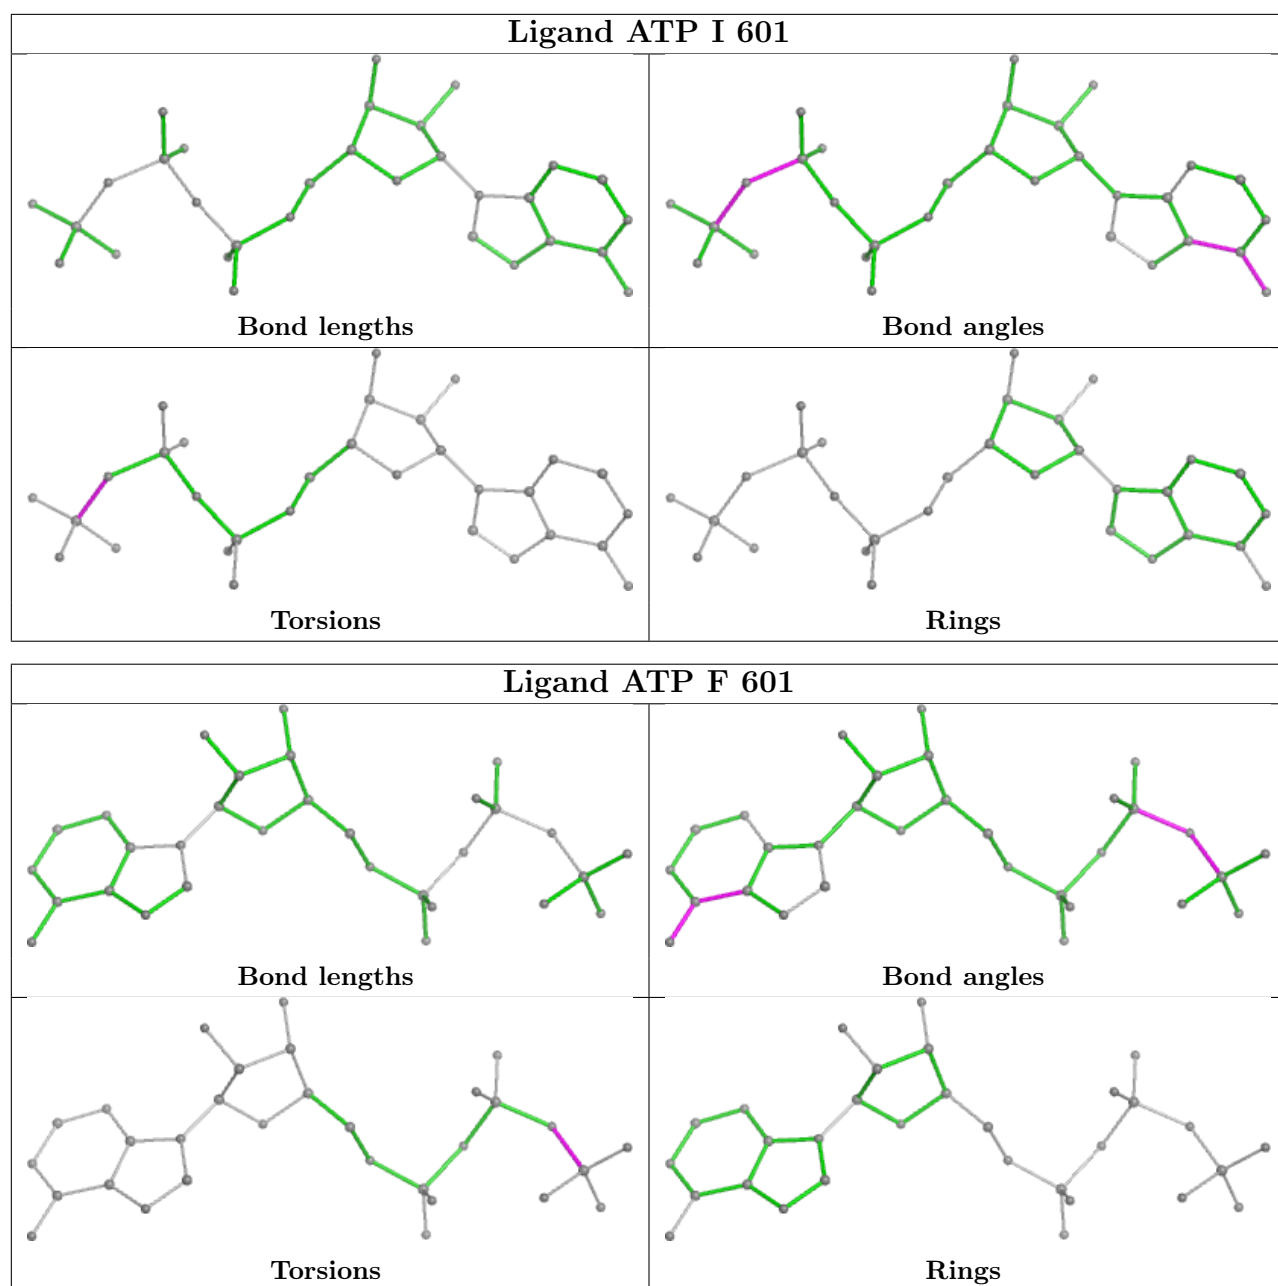 Ligand ATP I 601
Bond lengths
Bond angles
Torsions
Rings
Ligand ATP F 601
Bond lengths
Bond angles
Torsions
Rings